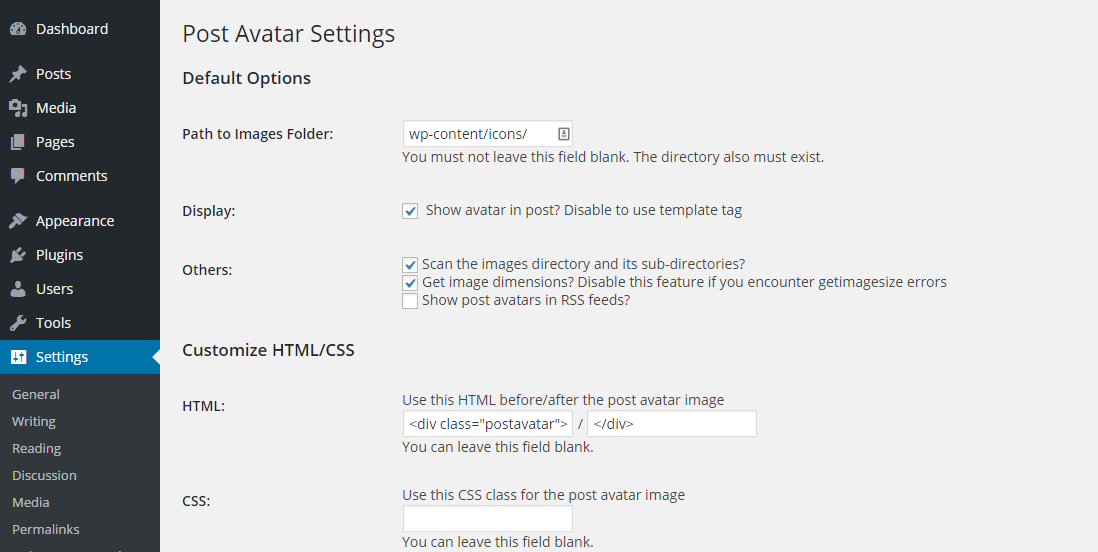 Dashboard
Posts
Media
Pages
Comments
Appearance
Plugins
Users
Tools
Settings
General
Writing
Reading
Discussion
Media
Permalinks
Post Avatar Settings
Default Options
Path to Images Folder:
wp-content/icons/
You must not leave this field blank. The directory also must exist.
Display:
Show avatar in post? Disable to use template tag
Others:
Scan the images directory and its sub-directories?
Get image dimensions? Disable this feature if you encounter getimagesize errors
Show post avatars in RSS feeds?
Customize HTML/CSS
HTML:
Use this HTML before/after the post avatar image
<div class="postavatar"> / </div>
You can leave this field blank.
CSS:
Use this CSS class for the post avatar image
You can leave this field blank.